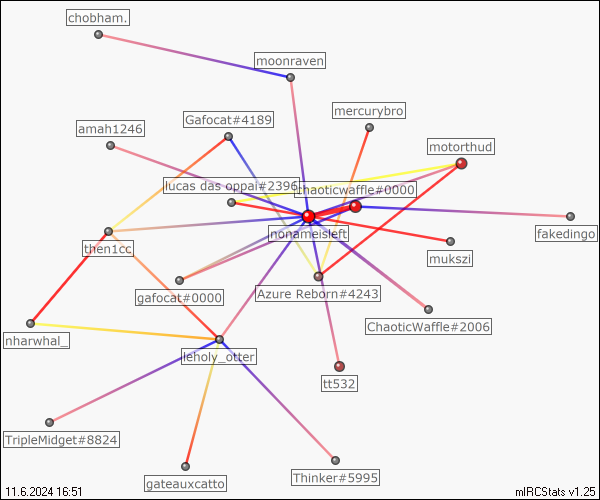 chobham.
moonraven
mercurybro
Gafocat#4189
amah1246
motorthud
lucas das oppai#2396
chaoticwaffle#0000
nonameisleft
fakedingo
then1cc
mukszi
gafocat#0000
Azure Reborn#4243
ChaoticWaffle#2006
nharwhal_
leholy_otter
tt532
TripleMidget#8824
gateauxcatto
Thinker#5995
11.6.2024 16:51
mIRCStats v1.25